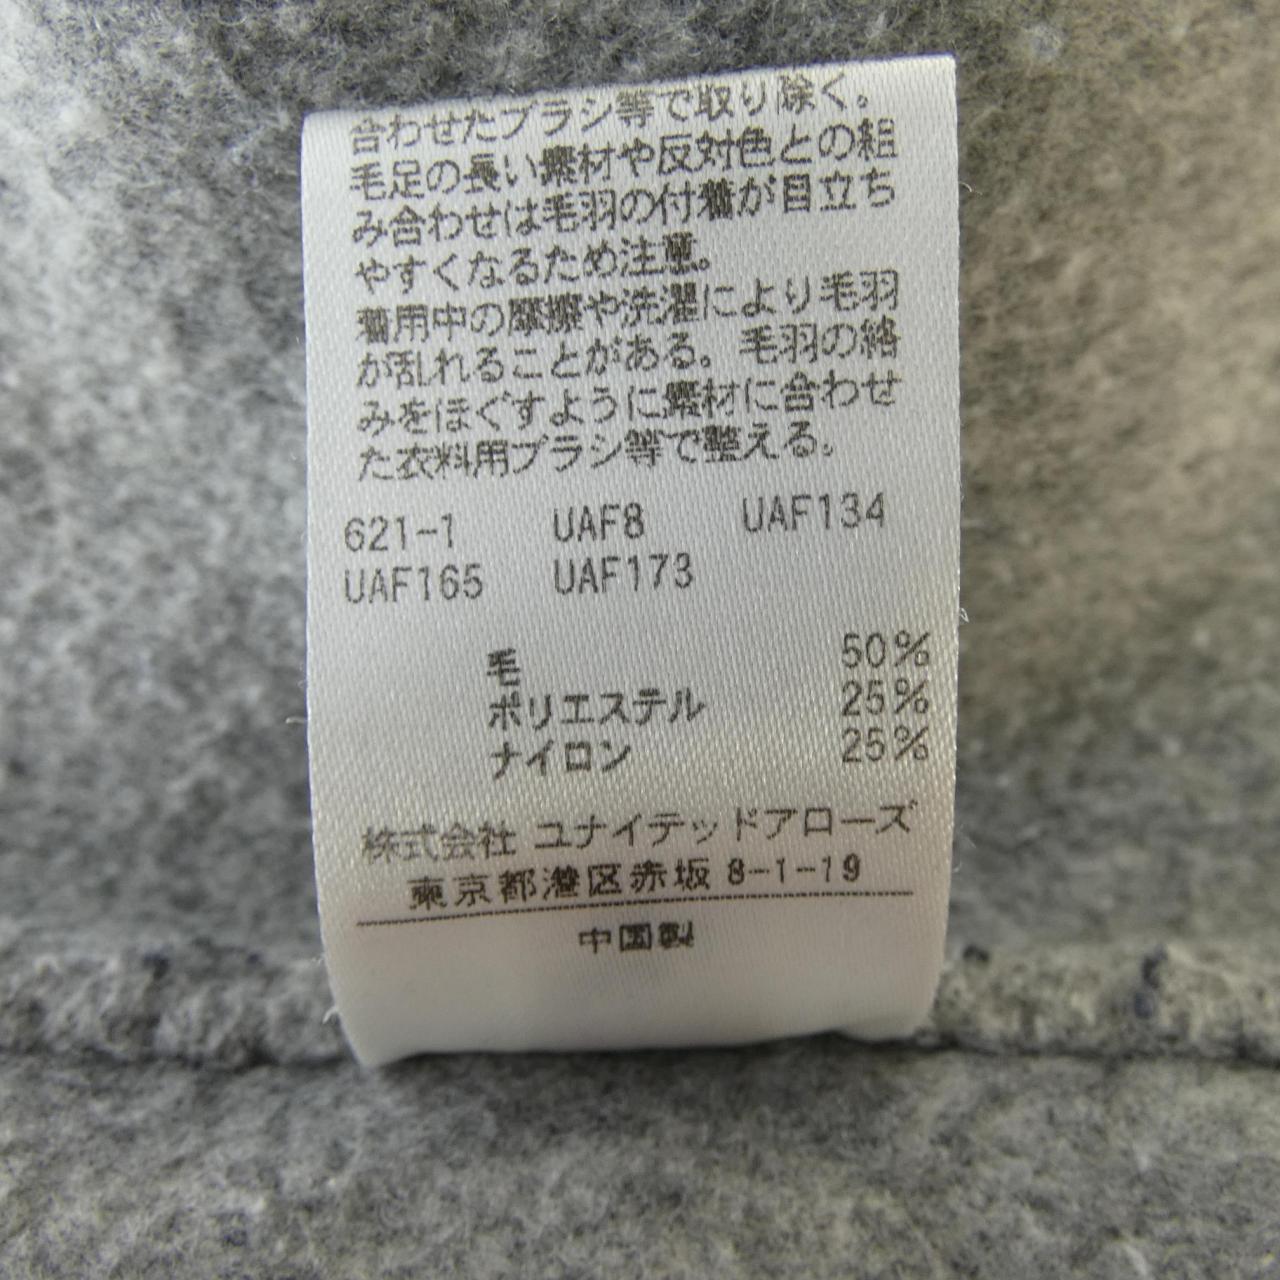 合わせたブラシ等で取り除く。
毛足の長い素材や反対色との組
み合わせは毛羽の付着が目立ち
やすくなるため注意。
着用中の摩擦や洗濯により毛羽
が乱れることがある。毛羽の絡
みをほぐすように素材に合わせ
た衣料用ブラシ等で整える。
621-1 UAF8 UAF134
UAF165 UAF173
毛 50%
ポリエステル 25%
ナイロン 25%
株式会社 ユナイテッドアローズ
東京都港区赤坂 8-1-19
中国製